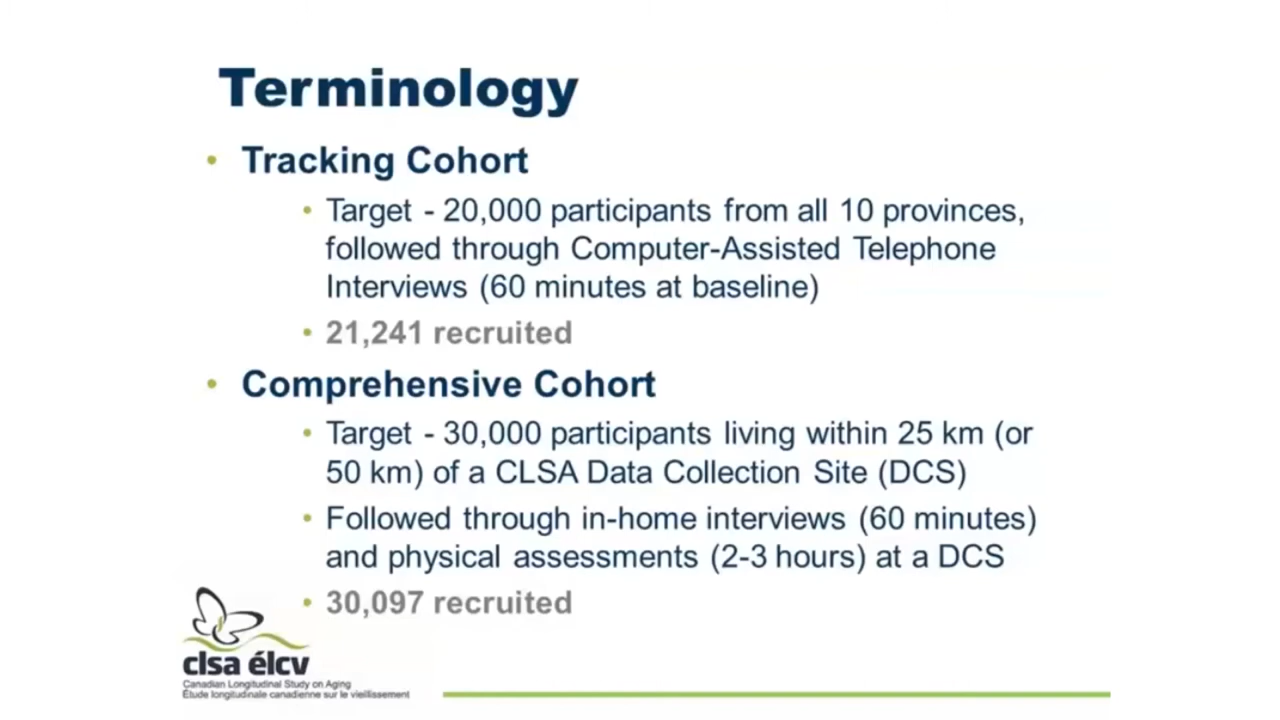 Terminology
• Tracking Cohort
• Target - 20,000 participants from all 10 provinces,
followed through Computer-Assisted Telephone
Interviews (60 minutes at baseline)
• 21,241 recruited
• Comprehensive Cohort
• Target - 30,000 participants living within 25 km (or
50 km) of a CLSA Data Collection Site (DCS)
• Followed through in-home interviews (60 minutes)
and physical assessments (2-3 hours) at a DCS
• 30,097 recruited
clsa élcv
Canadian Longitudinal Study on Aging
Étude longitudinale canadienne sur le vieillissement